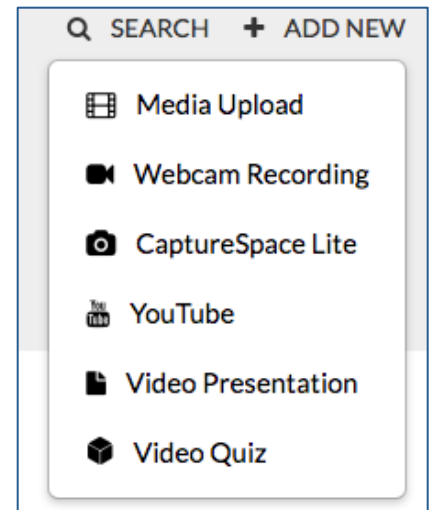 SEARCH + ADD NEW
Media Upload
Webcam Recording
CaptureSpace Lite
You Tube YouTube
Video Presentation
Video Quiz